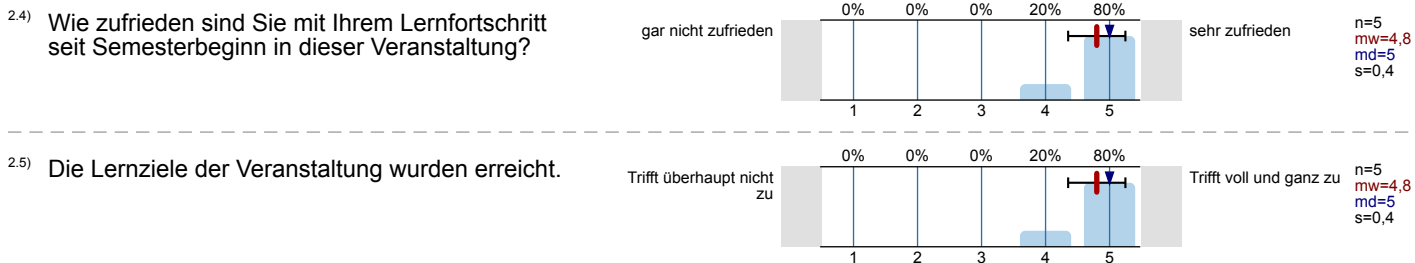 2.4) Wie zufrieden sind Sie mit Ihrem Lernfortschritt
seit Semesterbeginn in dieser Veranstaltung?
gar nicht zufrieden
0% 0% 0% 20% 80%
1 2 3 4 5
sehr zufrieden
n=5
mw=4,8
md=5
s=0,4
2.5) Die Lernziele der Veranstaltung wurden erreicht.
Trifft überhaupt nicht
zu
0% 0% 0% 20% 80%
1 2 3 4 5
Trifft voll und ganz zu
n=5
mw=4,8
md=5
s=0,4